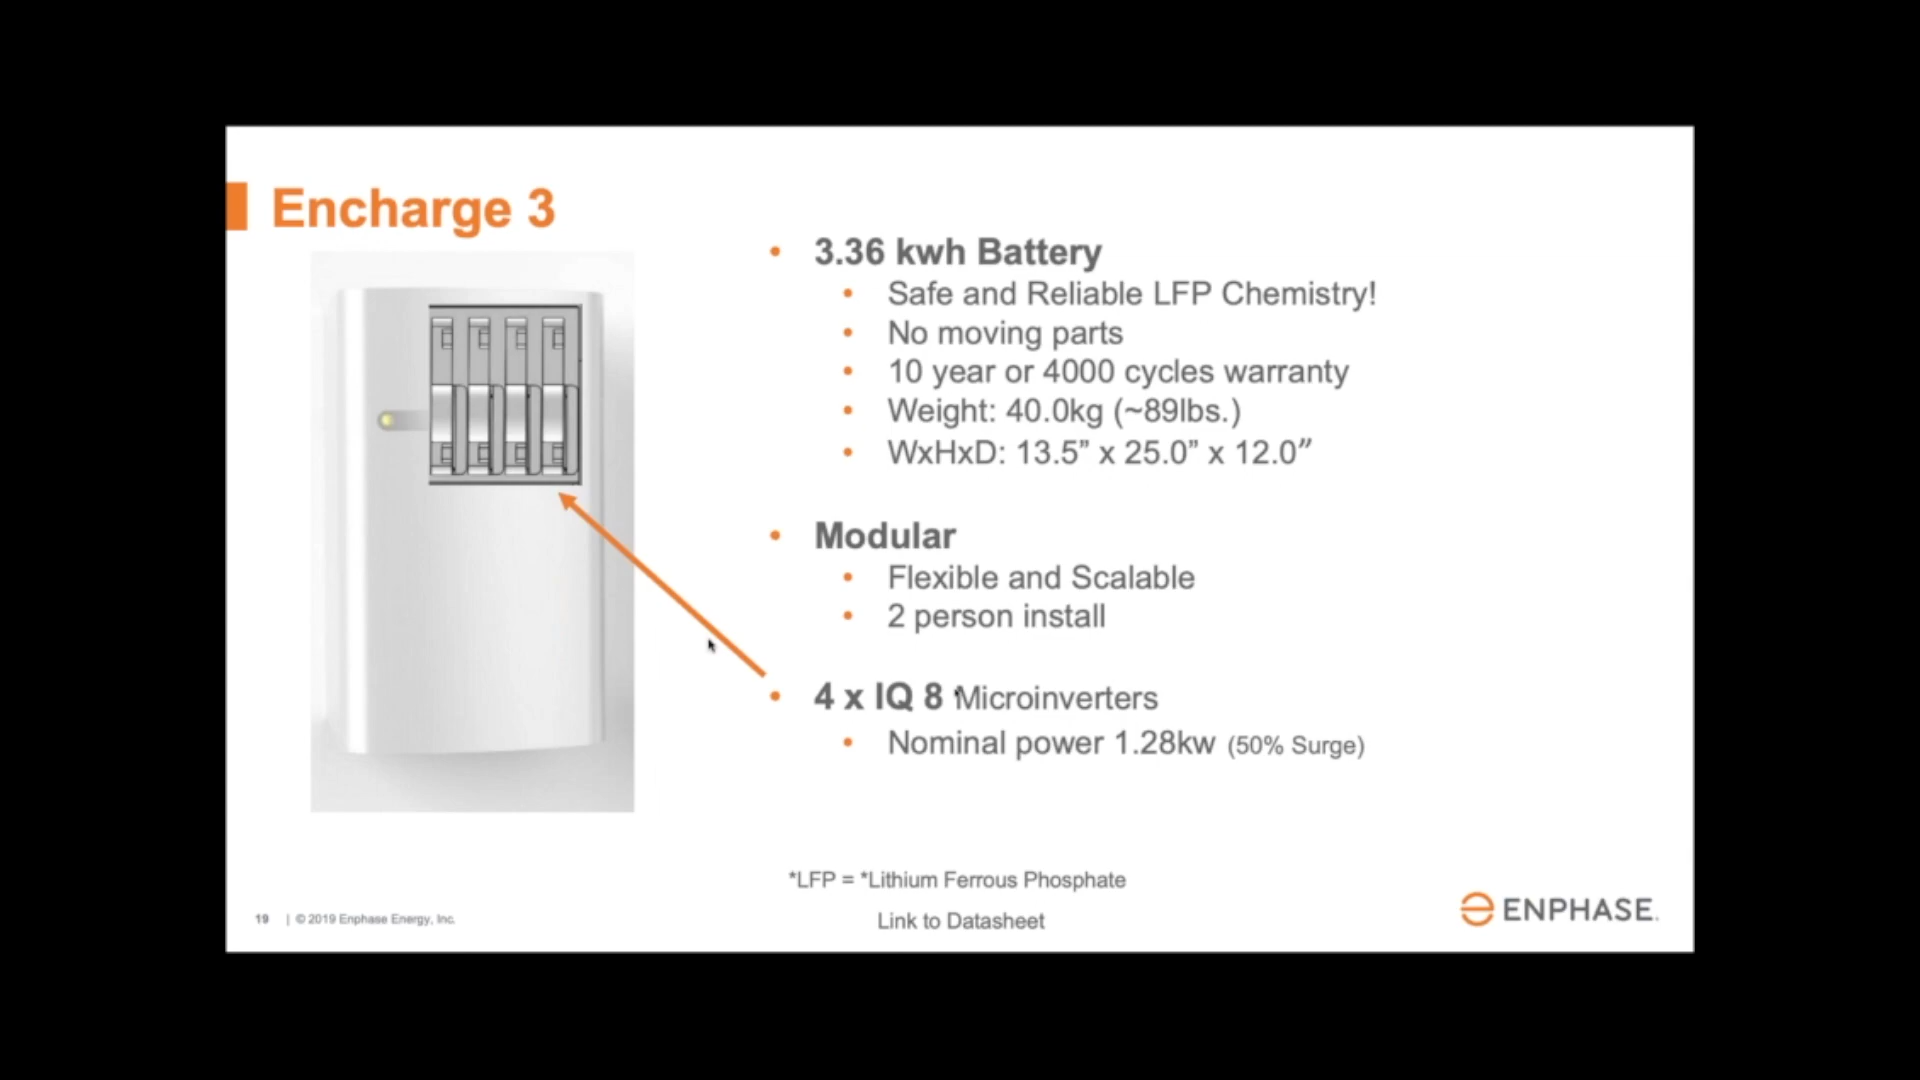 Encharge 3
• 3.36 kwh Battery
• Safe and Reliable LFP Chemistry!
• No moving parts
• 10 year or 4000 cycles warranty
• Weight: 40.0kg (~89lbs.)
• WxHxD: 13.5” x 25.0” x 12.0”
• Modular
• Flexible and Scalable
• 2 person install
• 4 x IQ 8 Microinverters
• Nominal power 1.28kw (50% Surge)
*LFP = *Lithium Ferrous Phosphate
Link to Datasheet
19 | © 2019 Enphase Energy, Inc.
ENPHASE.